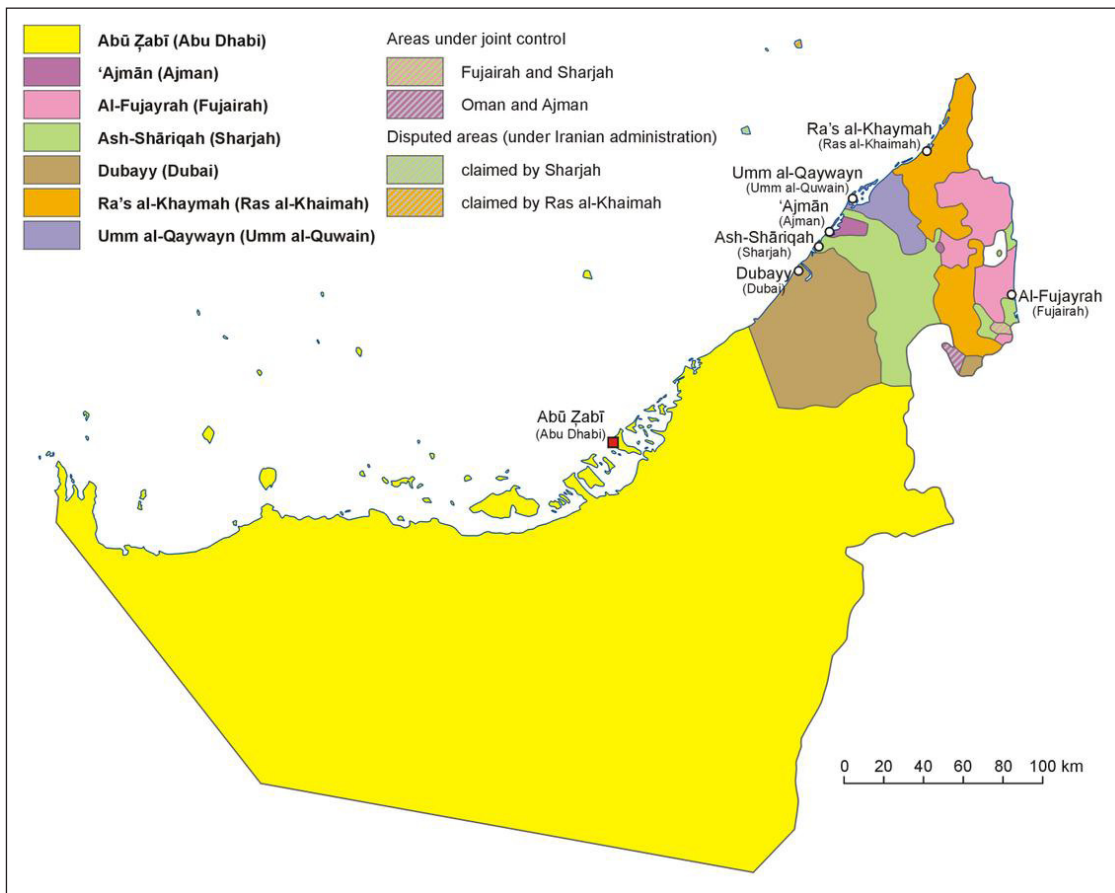 Abū Z̧abī (Abu Dhabi)
‘Ajmān (Ajman)
Al-Fujayrah (Fujairah)
Ash-Shāriqah (Sharjah)
Dubayy (Dubai)
Ra’s al-Khaymah (Ras al-Khaimah)
Umm al-Qaywayn (Umm al-Quwain)
Areas under joint control
Fujairah and Sharjah
Oman and Ajman
Disputed areas (under Iranian administration)
claimed by Sharjah
claimed by Ras al-Khaimah
Ra’s al-Khaymah
(Ras al-Khaimah)
Umm al-Qaywayn
(Umm al-Quwain)
‘Ajmān
(Ajman)
Ash-Shāriqah
(Sharjah)
Dubayy
(Dubai)
Al-Fujayrah
(Fujairah)
Abū Z̧abī
(Abu Dhabi)
0 20 40 60 80 100 km